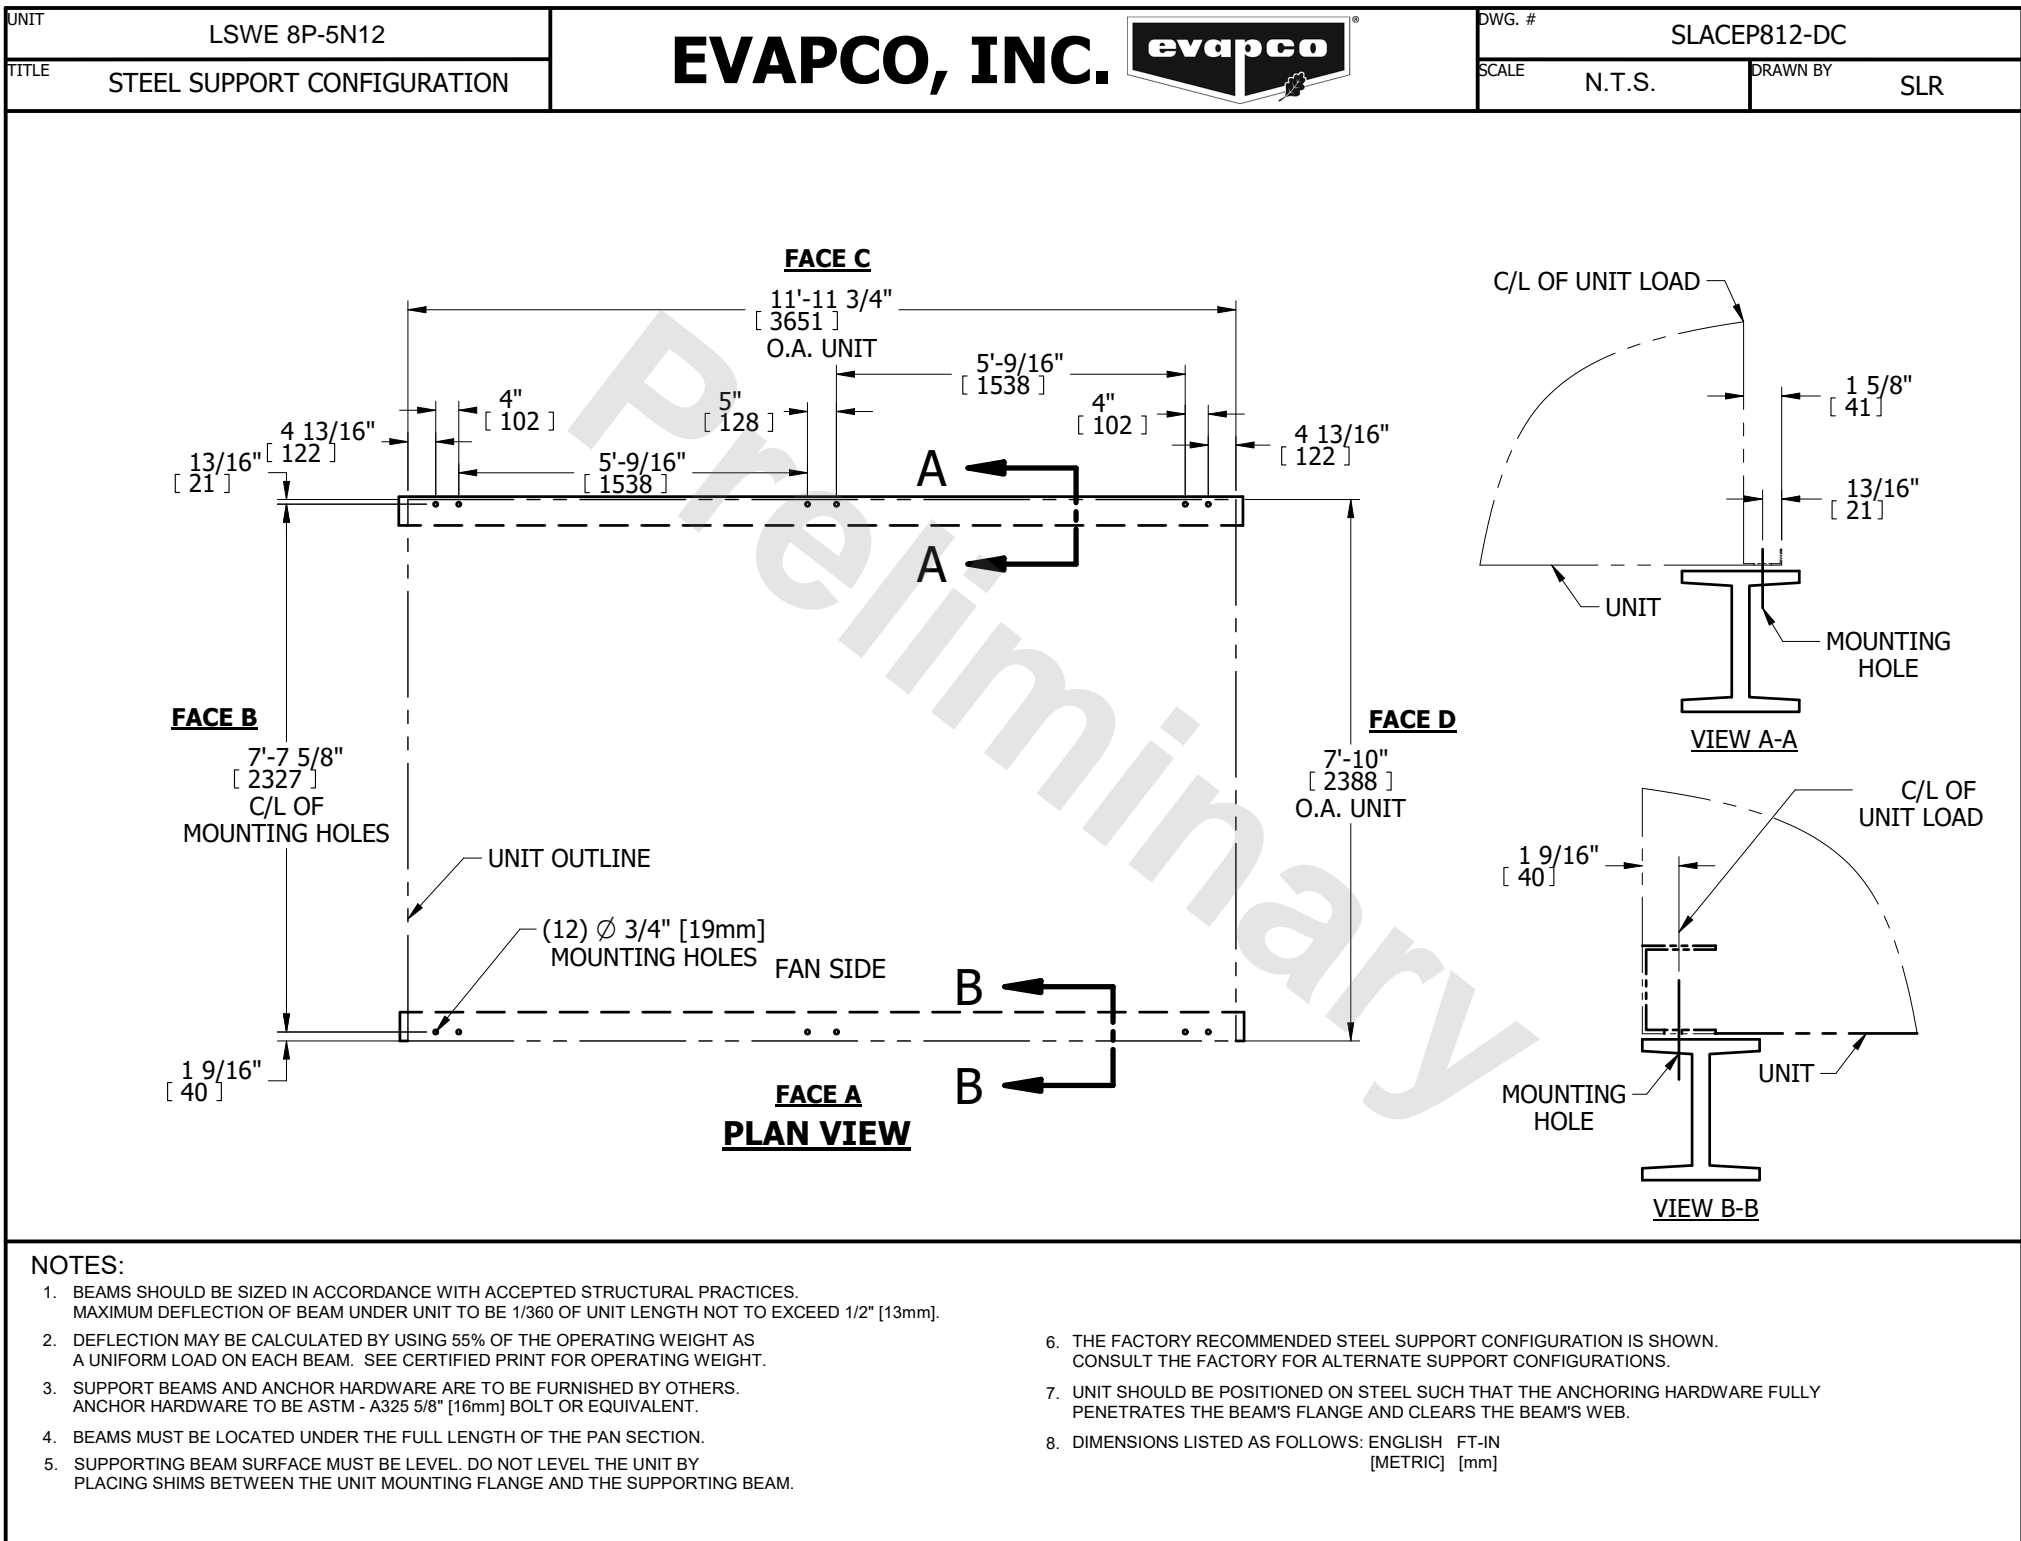 UNIT
LSWE 8P-5N12
TITLE
STEEL SUPPORT CONFIGURATION
EVAPCO, INC.
evapco
®
DWG. #
SLACEP812-DC
SCALE
N.T.S.
DRAWN BY
SLR
FACE C
11'-11 3/4"
[ 3651 ]
O.A. UNIT
5'-9/16"
[ 1538 ]
4"
[ 102 ]
5"
[ 128 ]
4"
[ 102 ]
4 13/16"
[ 122 ]
4 13/16"
[ 122 ]
13/16"
[ 21 ]
5'-9/16"
[ 1538 ]
A
A
FACE B
7'-7 5/8"
[ 2327 ]
C/L OF
MOUNTING HOLES
FACE D
7'-10"
[ 2388 ]
O.A. UNIT
UNIT OUTLINE
(12) Ø 3/4" [19mm]
MOUNTING HOLES
FAN SIDE
B
B
1 9/16"
[ 40 ]
FACE A
PLAN VIEW
Preliminary
C/L OF UNIT LOAD
1 5/8"
[ 41 ]
13/16"
[ 21 ]
UNIT
MOUNTING
HOLE
VIEW A-A
C/L OF
UNIT LOAD
1 9/16"
[ 40 ]
UNIT
MOUNTING
HOLE
VIEW B-B
NOTES:
1. BEAMS SHOULD BE SIZED IN ACCORDANCE WITH ACCEPTED STRUCTURAL PRACTICES.
MAXIMUM DEFLECTION OF BEAM UNDER UNIT TO BE 1/360 OF UNIT LENGTH NOT TO EXCEED 1/2" [13mm].
2. DEFLECTION MAY BE CALCULATED BY USING 55% OF THE OPERATING WEIGHT AS
A UNIFORM LOAD ON EACH BEAM. SEE CERTIFIED PRINT FOR OPERATING WEIGHT.
3. SUPPORT BEAMS AND ANCHOR HARDWARE ARE TO BE FURNISHED BY OTHERS.
ANCHOR HARDWARE TO BE ASTM - A325 5/8" [16mm] BOLT OR EQUIVALENT.
4. BEAMS MUST BE LOCATED UNDER THE FULL LENGTH OF THE PAN SECTION.
5. SUPPORTING BEAM SURFACE MUST BE LEVEL. DO NOT LEVEL THE UNIT BY
PLACING SHIMS BETWEEN THE UNIT MOUNTING FLANGE AND THE SUPPORTING BEAM.
6. THE FACTORY RECOMMENDED STEEL SUPPORT CONFIGURATION IS SHOWN.
CONSULT THE FACTORY FOR ALTERNATE SUPPORT CONFIGURATIONS.
7. UNIT SHOULD BE POSITIONED ON STEEL SUCH THAT THE ANCHORING HARDWARE FULLY
PENETRATES THE BEAM'S FLANGE AND CLEARS THE BEAM'S WEB.
8. DIMENSIONS LISTED AS FOLLOWS: ENGLISH FT-IN
[METRIC] [mm]